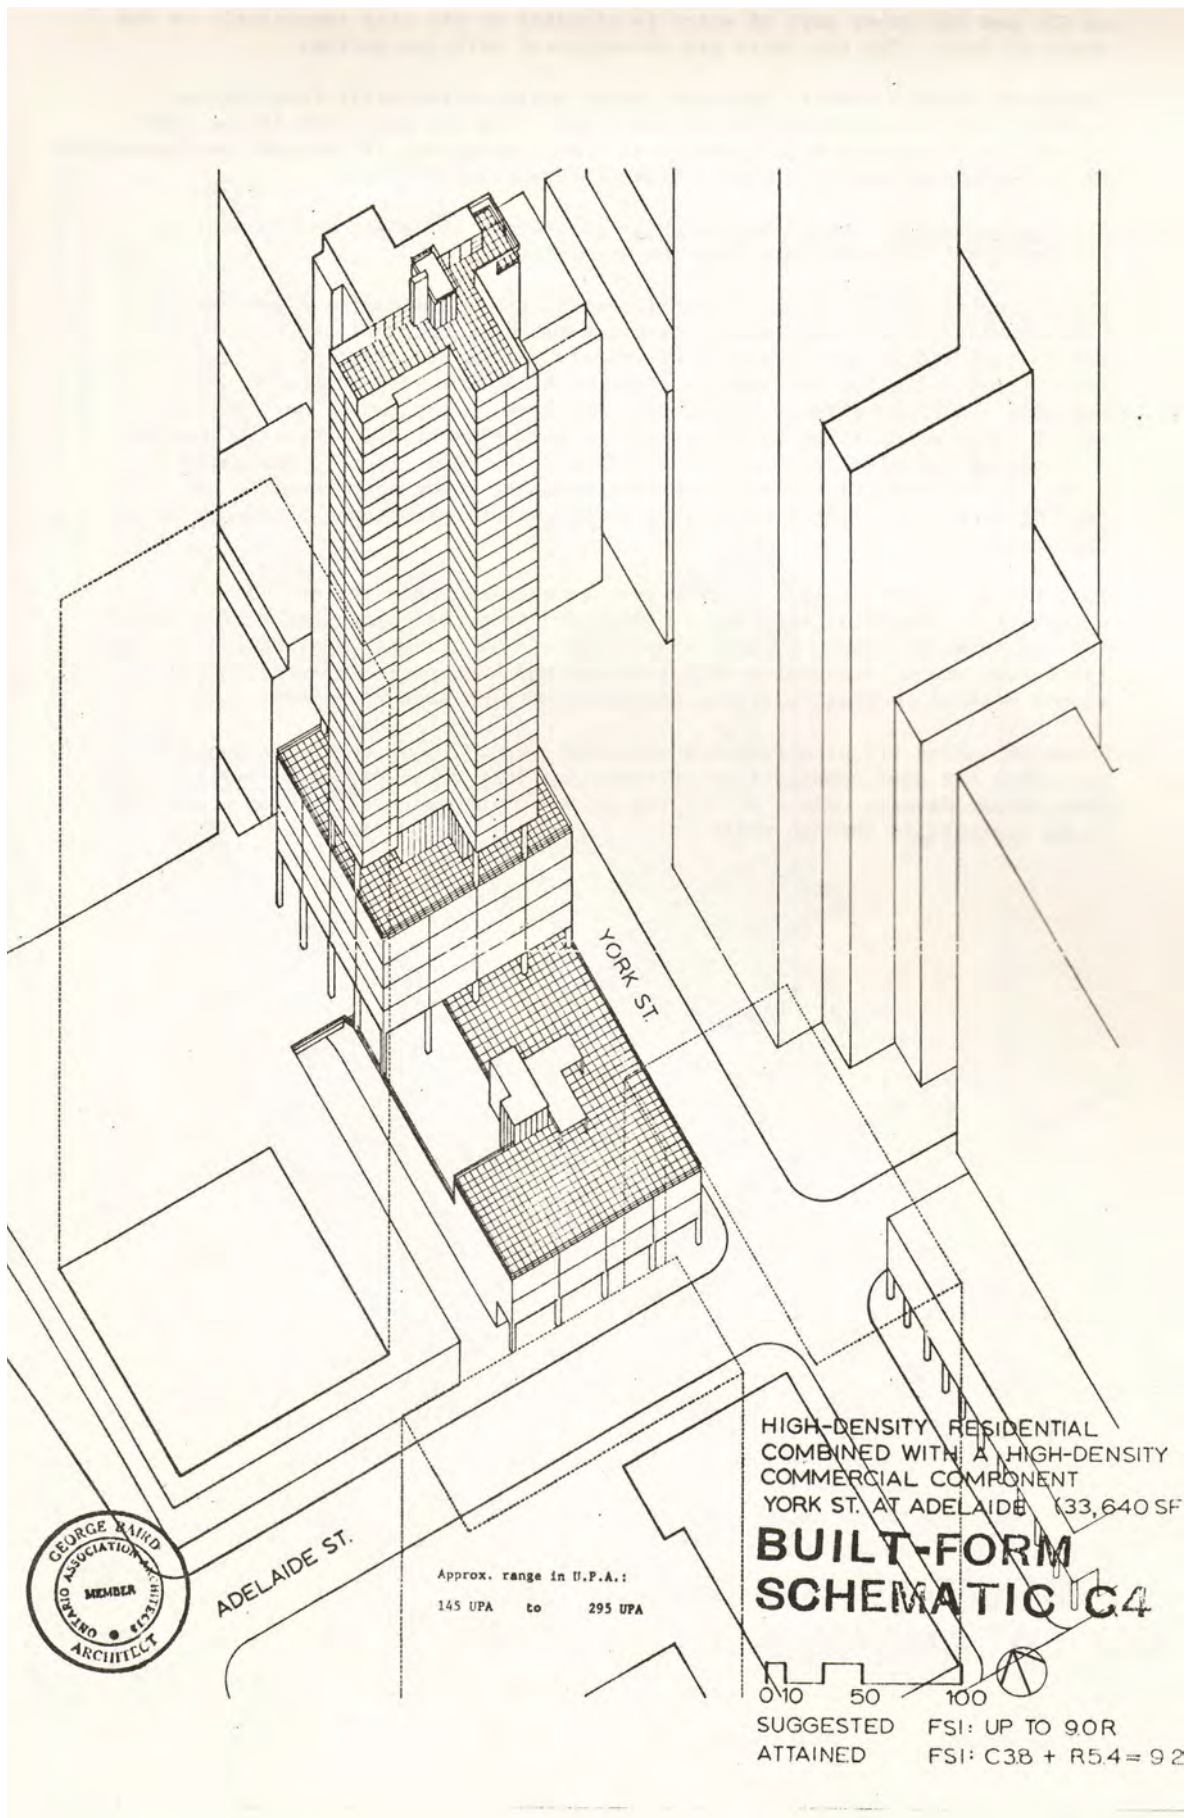 YORK ST.
HIGH-DENSITY RESIDENTIAL
COMBINED WITH A HIGH-DENSITY
COMMERCIAL COMPONENT
YORK ST. AT ADELAIDE (33,640 SF
BUILT-FORM
SCHEMATIC C4
GEORGE BAIRD
ONTARIO ASSOCIATION ARCHITECTS
MEMBER
ARCHITECT
ADELAIDE ST.
Approx. range in U.P.A.:
145 UPA to 295 UPA
0 10 50 100
SUGGESTED FSI: UP TO 9.0R
ATTAINED FSI: C3.8 + R5.4 = 9.2